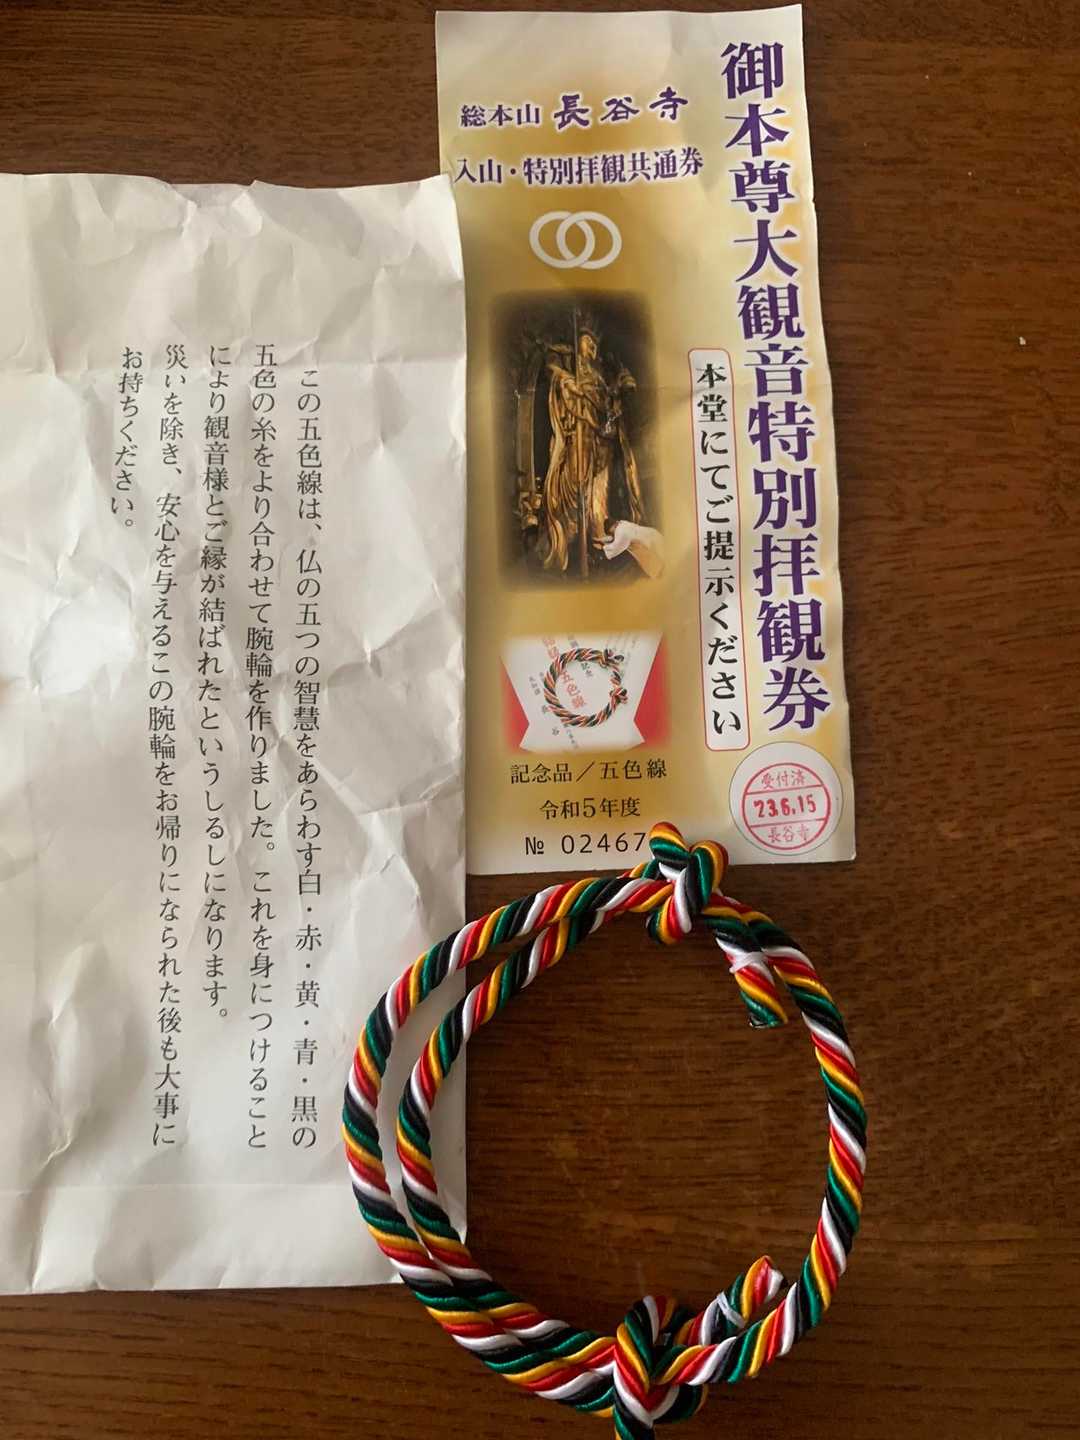 御本尊大観音特別拝観券
本堂にてご提示ください
総本山 長谷寺
入山・特別拝観共通券
五色線
記念品／五色線
令和5年度
№ 02467
受付済
23.6.15
長谷寺
この五色線は、仏の五つの智慧をあらわす白・赤・黄・青・黒の
五色の糸をより合わせて腕輪を作りました。これを身につけること
により観音様とご縁が結ばれたというしるしになります。
災いを除き、安心を与えるこの腕輪をお帰りになられた後も大事に
お持ちください。